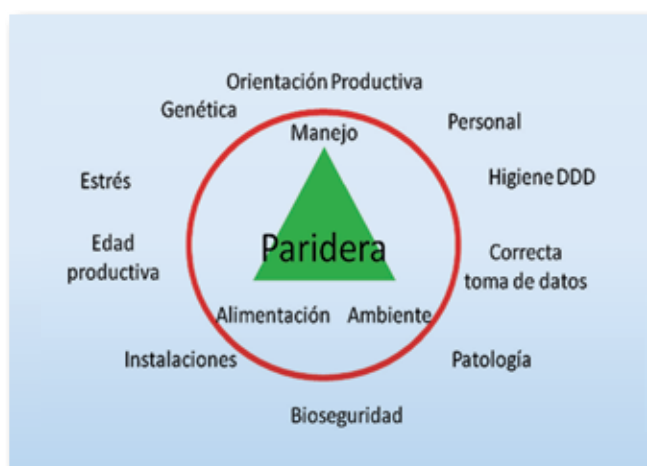 Orientación Productiva
Genética
Personal
Manejo
Estrés
Higiene DDD
Edad
productiva
Paridera
Correcta
toma de datos
Alimentación
Ambiente
Instalaciones
Patología
Bioseguridad